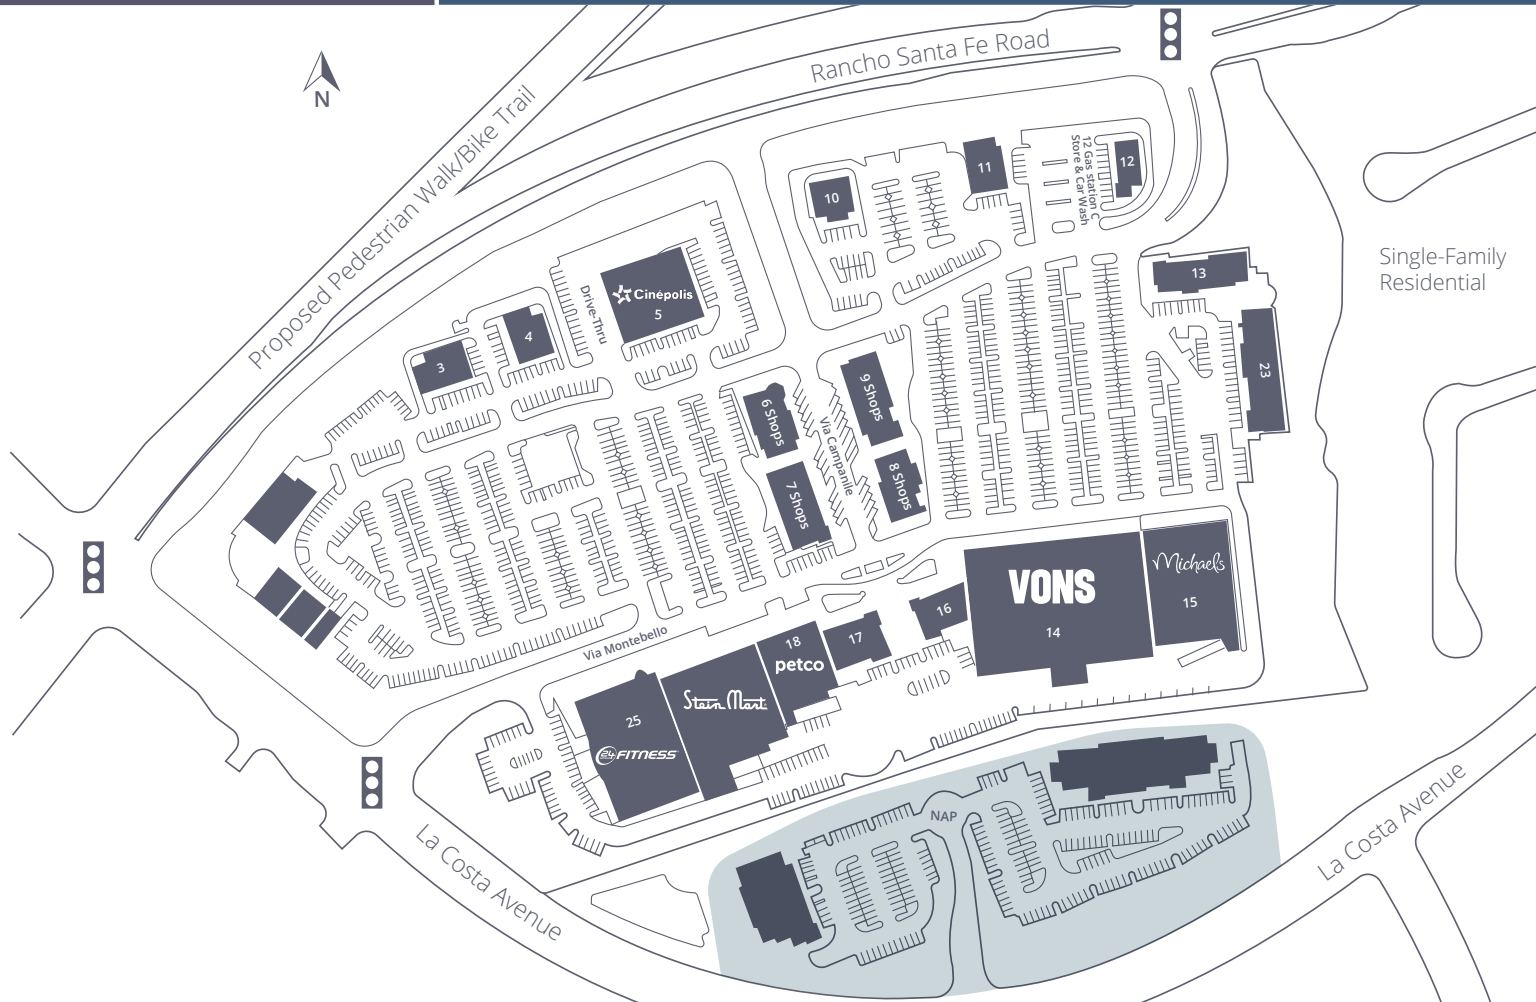 Rancho Santa Fe Road
N
Proposed Pedestrian Walk/Bike Trail
12 Gas station C
Store & Car Wash
12
11
10
Single-Family
Residential
13
Cinépolis
5
Drive-Thru
4
3
23
9 Shops
6 Shops
Via Campanile
8 Shops
7 Shops
VONS
14
Michaels
15
16
17
18
petco
Via Montebello
Stein Mart
25
24 FITNESS
NAP
La Costa Avenue
La Costa Avenue